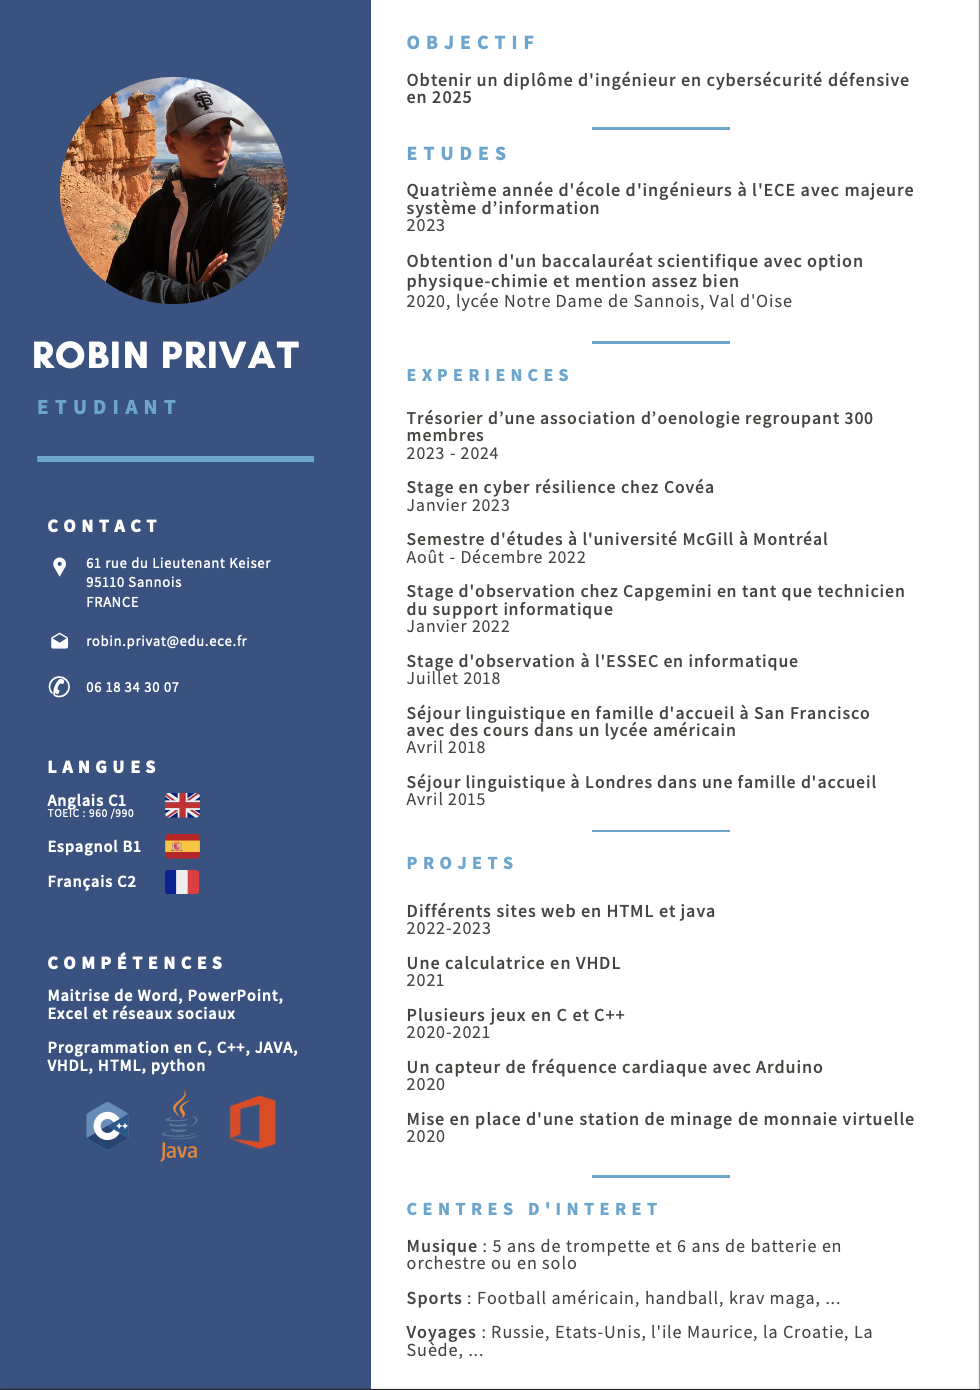 ROBIN PRIVAT
ETUDIANT
CONTACT
61 rue du Lieutenant Keiser
95110 Sannois
FRANCE
robin.privat@edu.ece.fr
06 18 34 30 07
LANGUES
Anglais C1
TOEIC : 960 /990
Espagnol B1
Français C2
COMPÉTENCES
Maitrise de Word, PowerPoint,
Excel et réseaux sociaux
Programmation en C, C++, JAVA,
VHDL, HTML, python
C++
Java
OBJECTIF
Obtenir un diplôme d'ingénieur en cybersécurité défensive
en 2025
ETUDES
Quatrième année d'école d'ingénieurs à l'ECE avec majeure
système d’information
2023
Obtention d'un baccalauréat scientifique avec option
physique-chimie et mention assez bien
2020, lycée Notre Dame de Sannois, Val d'Oise
EXPERIENCES
Trésorier d’une association d’oenologie regroupant 300
membres
2023 - 2024
Stage en cyber résilience chez Covéa
Janvier 2023
Semestre d'études à l'université McGill à Montréal
Août - Décembre 2022
Stage d'observation chez Capgemini en tant que technicien
du support informatique
Janvier 2022
Stage d'observation à l'ESSEC en informatique
Juillet 2018
Séjour linguistique en famille d'accueil à San Francisco
avec des cours dans un lycée américain
Avril 2018
Séjour linguistique à Londres dans une famille d'accueil
Avril 2015
PROJETS
Différents sites web en HTML et java
2022-2023
Une calculatrice en VHDL
2021
Plusieurs jeux en C et C++
2020-2021
Un capteur de fréquence cardiaque avec Arduino
2020
Mise en place d'une station de minage de monnaie virtuelle
2020
CENTRES D'INTERET
Musique : 5 ans de trompette et 6 ans de batterie en
orchestre ou en solo
Sports : Football américain, handball, krav maga, ...
Voyages : Russie, Etats-Unis, l'ile Maurice, la Croatie, La
Suède, ...